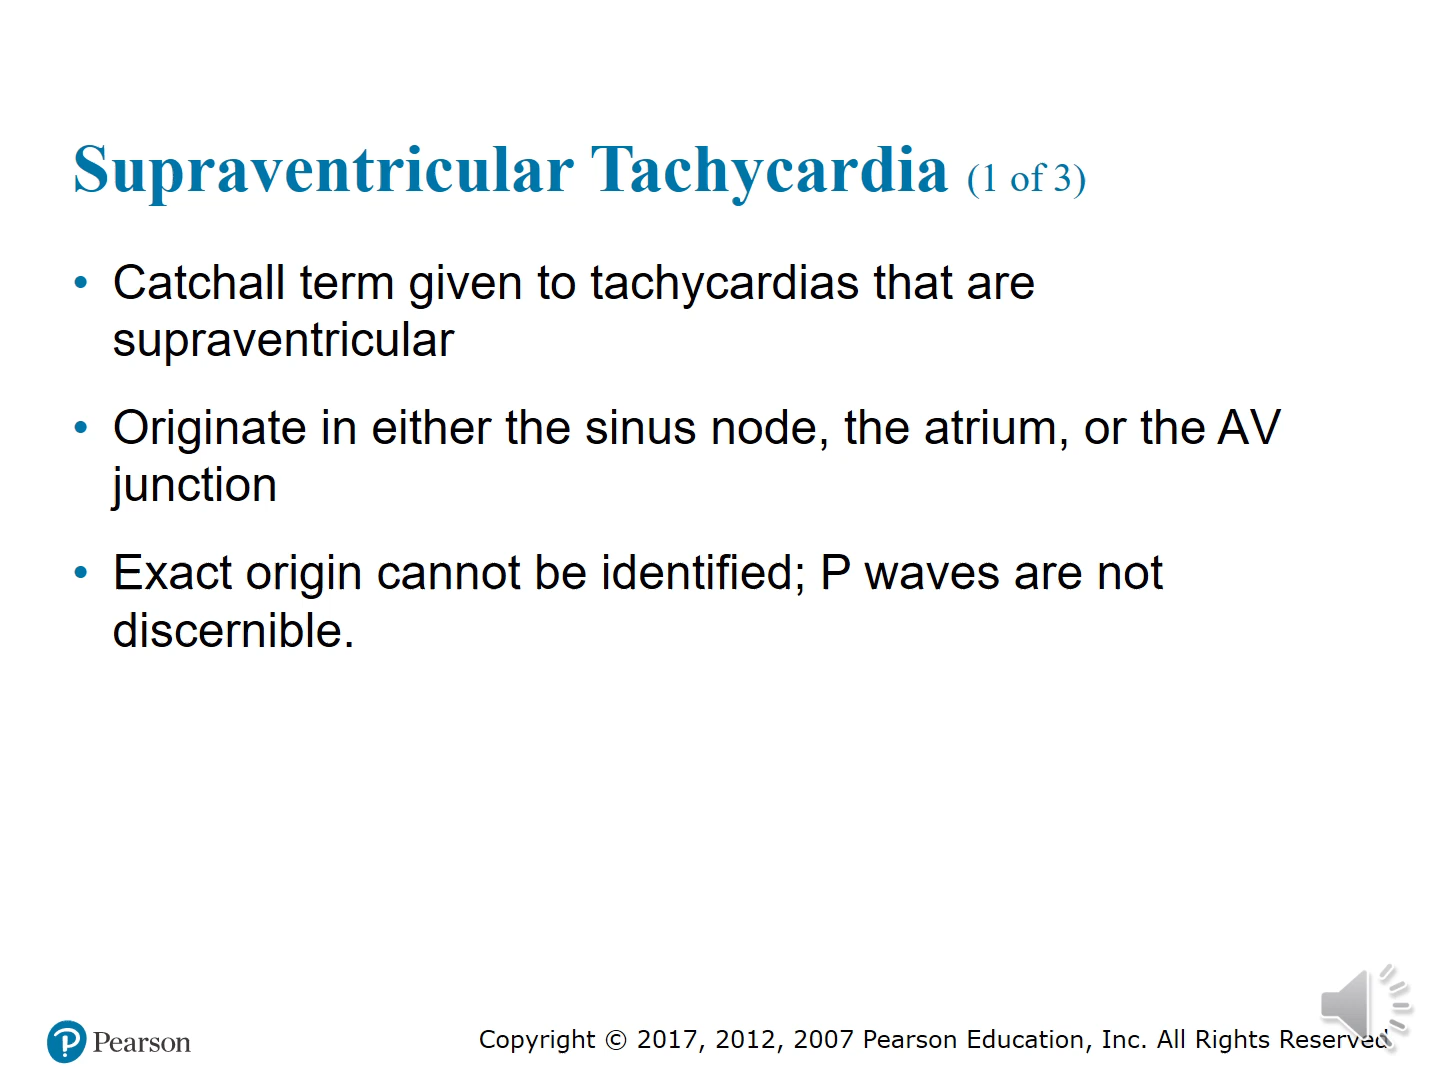 Supraventricular Tachycardia (1 of 3)
• Catchall term given to tachycardias that are
supraventricular
• Originate in either the sinus node, the atrium, or the AV
junction
• Exact origin cannot be identified; P waves are not
discernible.
Pearson
Copyright © 2017, 2012, 2007 Pearson Education, Inc. All Rights Reserved